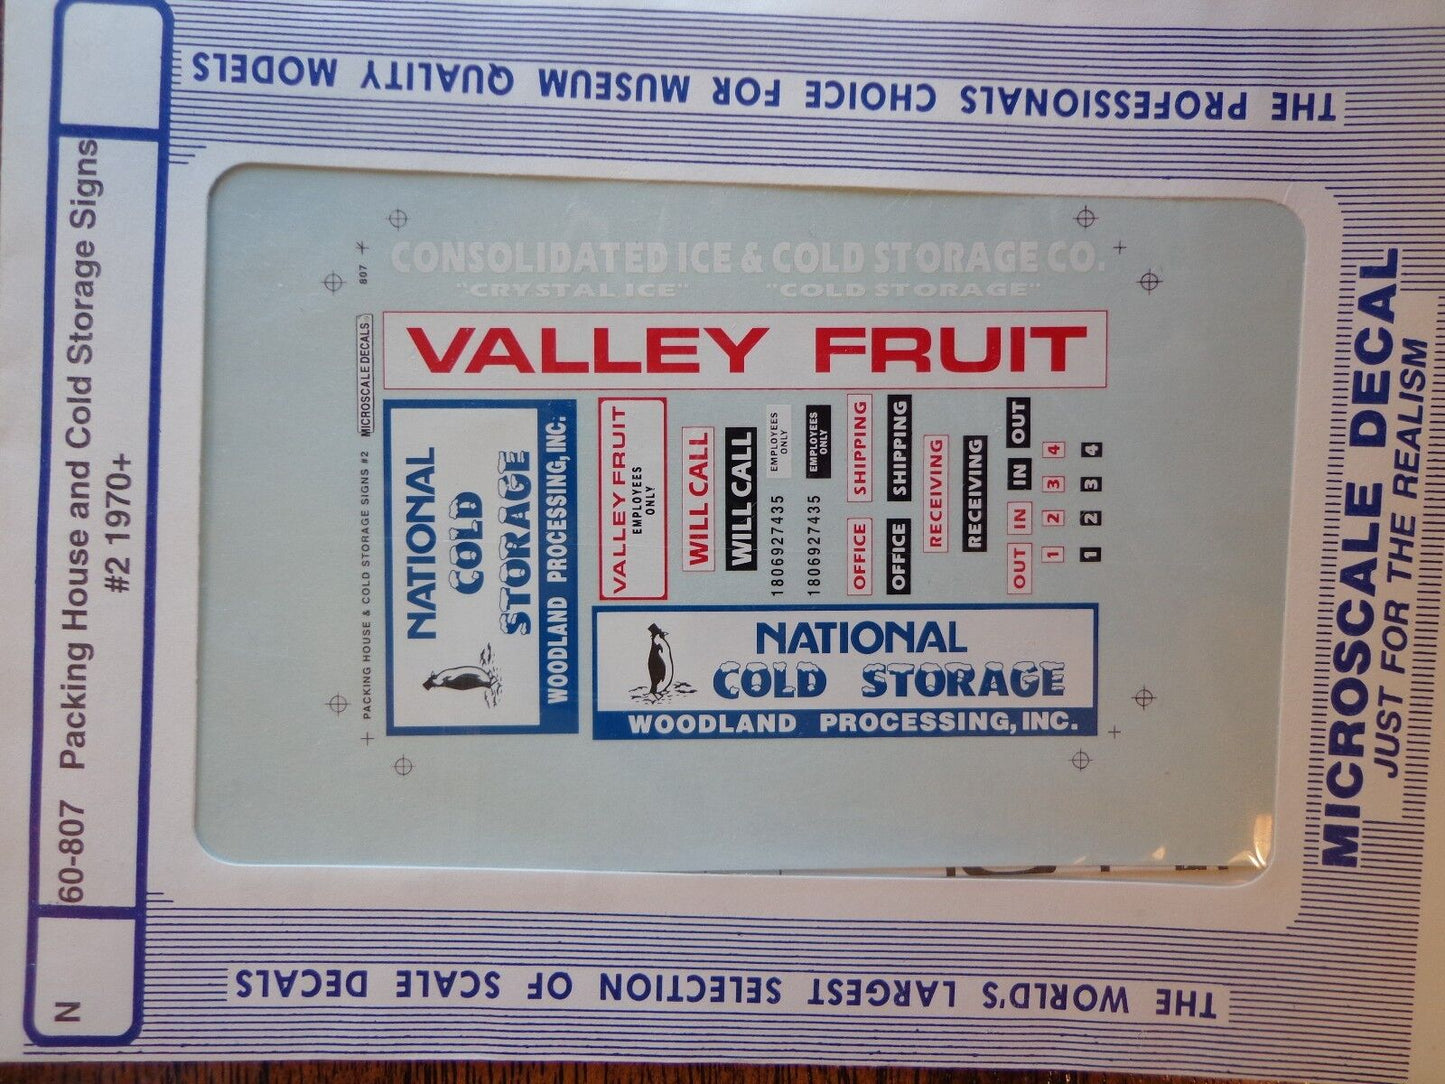 N
60-807 Packing House and Cold Storage Signs
#2 1970+
THE PROFESSIONALS CHOICE FOR MUSEUM QUALITY MODELS
807
CONSOLIDATED ICE & COLD STORAGE CO.
"CRYSTAL ICE" "COLD STORAGE"
PACKING HOUSE & COLD STORAGE SIGNS #2 MICROSCALE DECALS
VALLEY FRUIT
NATIONAL
COLD
STORAGE
WOODLAND PROCESSING, INC.
VALLEY FRUIT
EMPLOYEES
ONLY
WILL CALL
WILL CALL
EMPLOYEES
ONLY
1806927435
EMPLOYEES
ONLY
1806927435
OFFICE SHIPPING
OFFICE SHIPPING
RECEIVING
RECEIVING
OUT IN IN OUT
1 2 3 4
1 2 3 4
NATIONAL
COLD STORAGE
WOODLAND PROCESSING, INC.
MICROSCALE DECAL
JUST FOR THE REALISM
THE WORLD'S LARGEST SELECTION OF SCALE DECALS